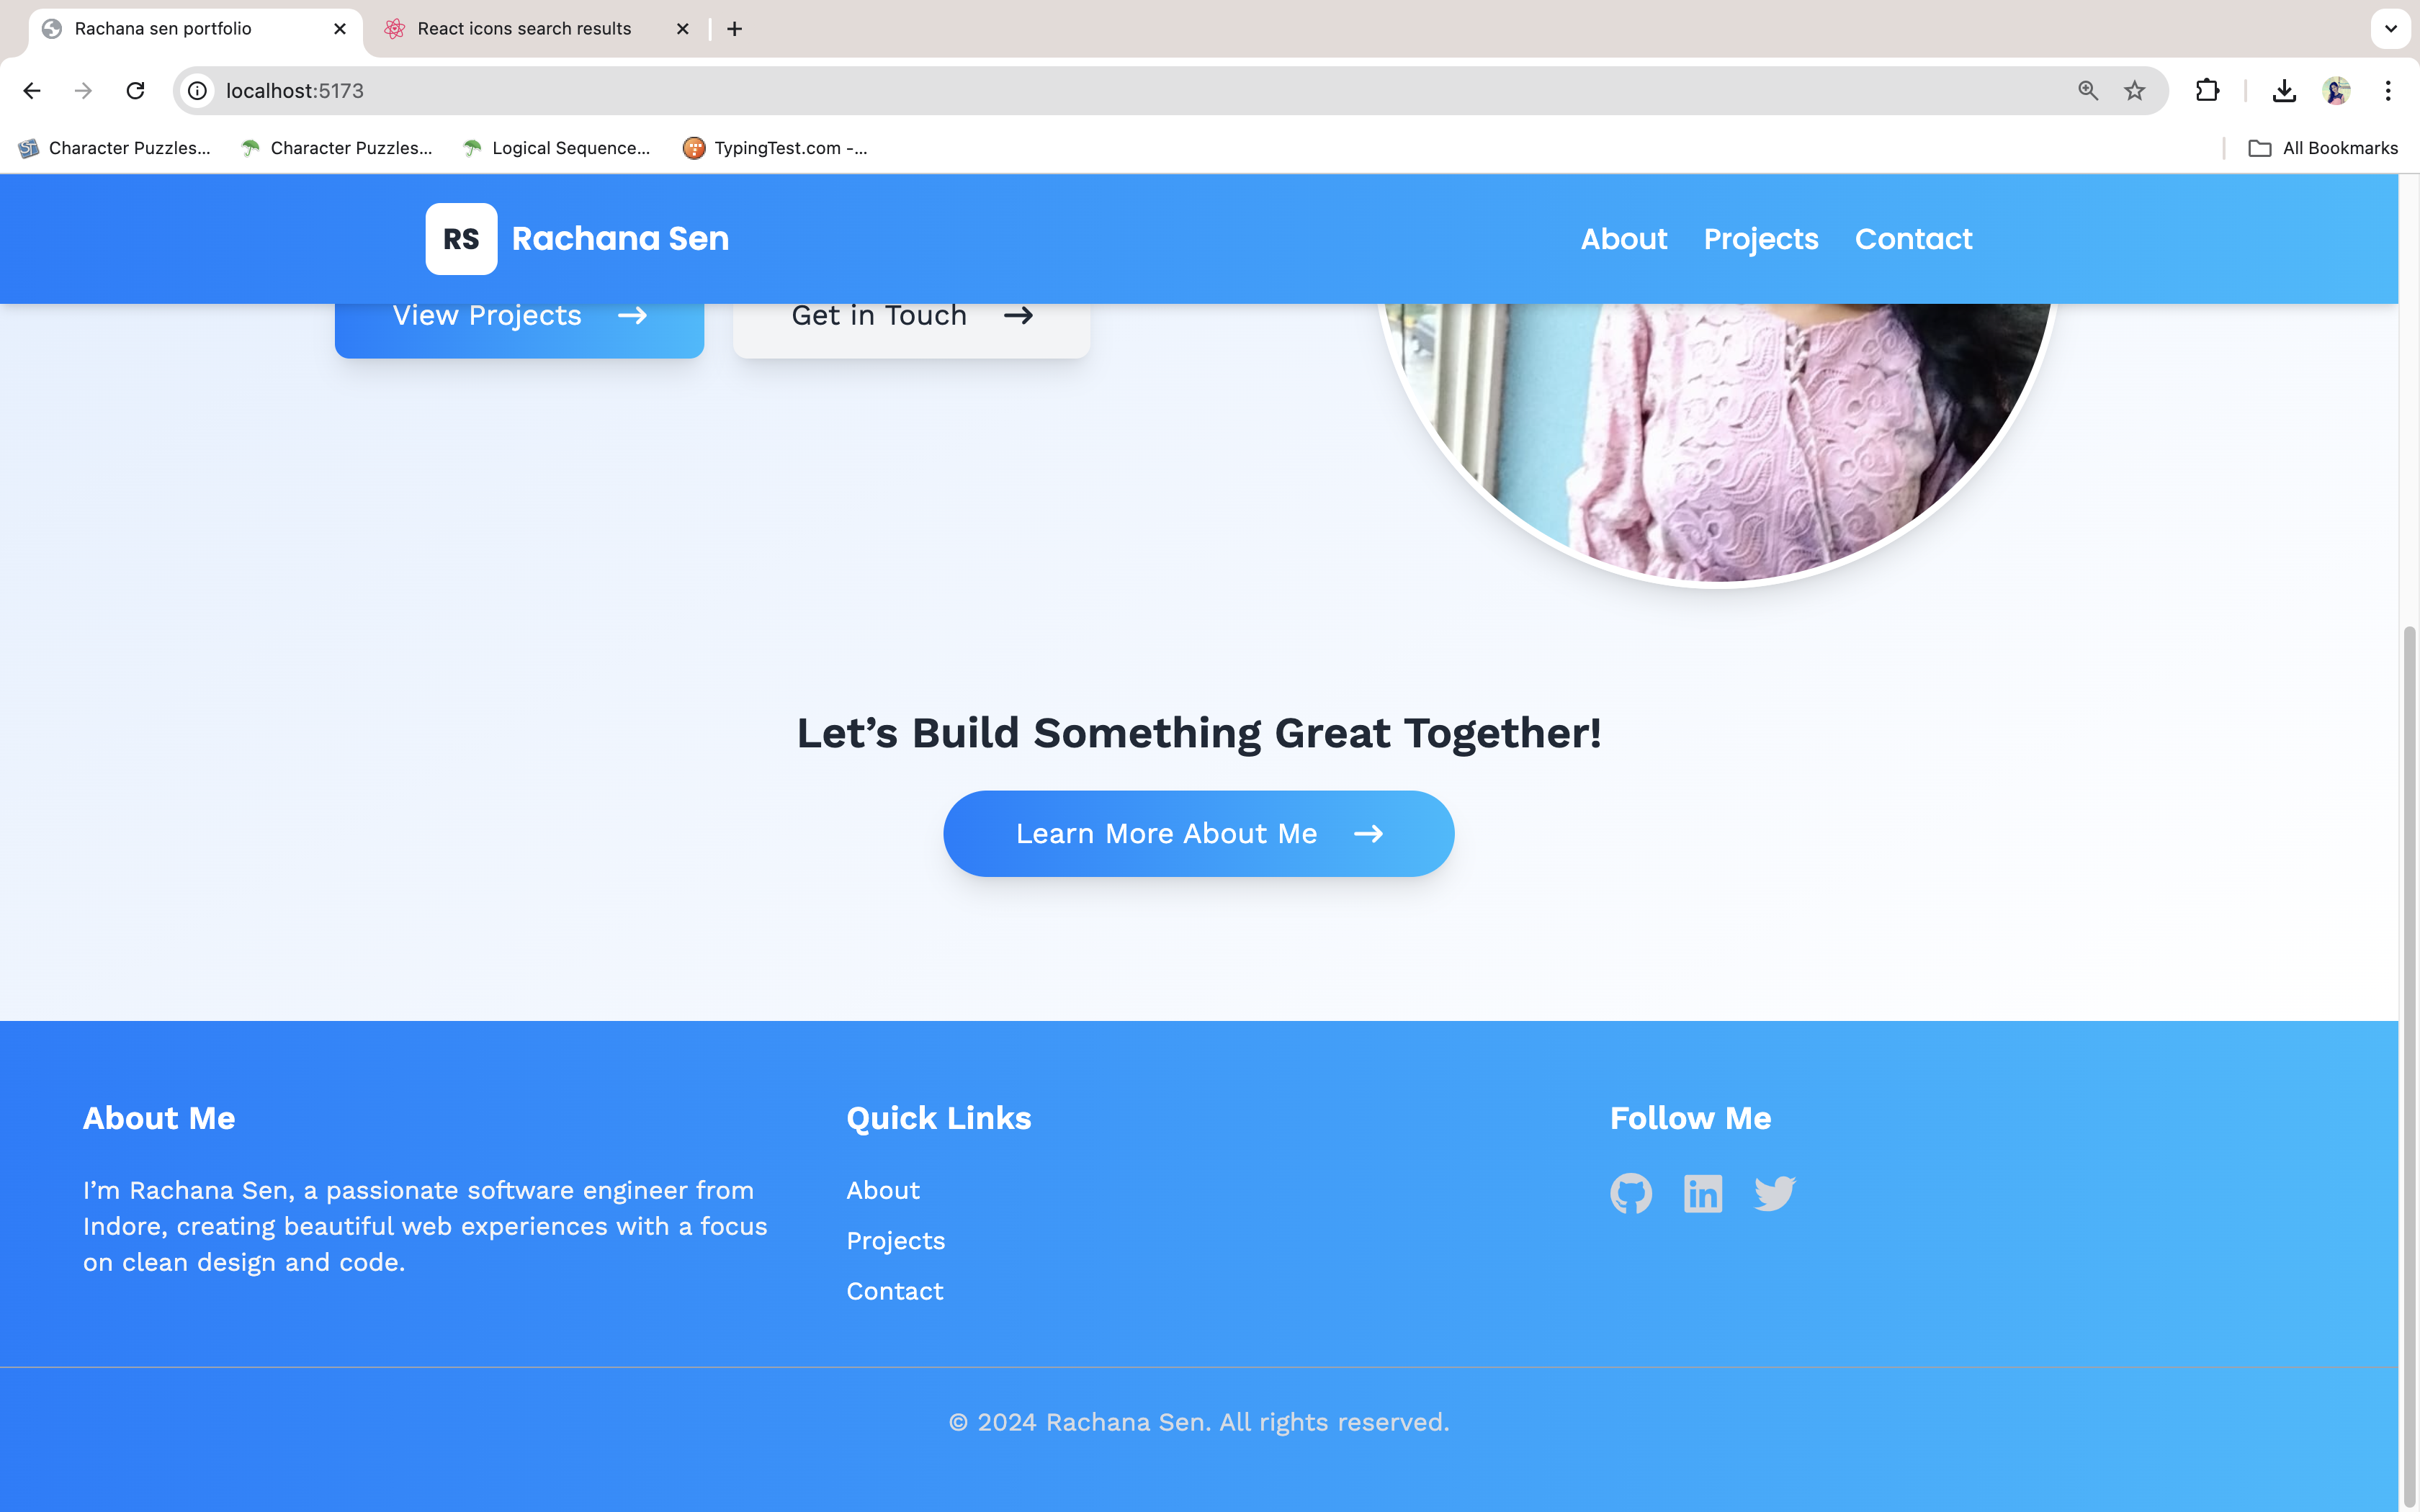 Rachana sen portfolio
React icons search results
localhost:5173
Character Puzzles...
Character Puzzles...
Logical Sequence...
TypingTest.com -...
All Bookmarks
RS
Rachana Sen
About
Projects
Contact
View Projects
Get in Touch
Let’s Build Something Great Together!
Learn More About Me
About Me
I’m Rachana Sen, a passionate software engineer from
Indore, creating beautiful web experiences with a focus
on clean design and code.
Quick Links
About
Projects
Contact
Follow Me
in
© 2024 Rachana Sen. All rights reserved.